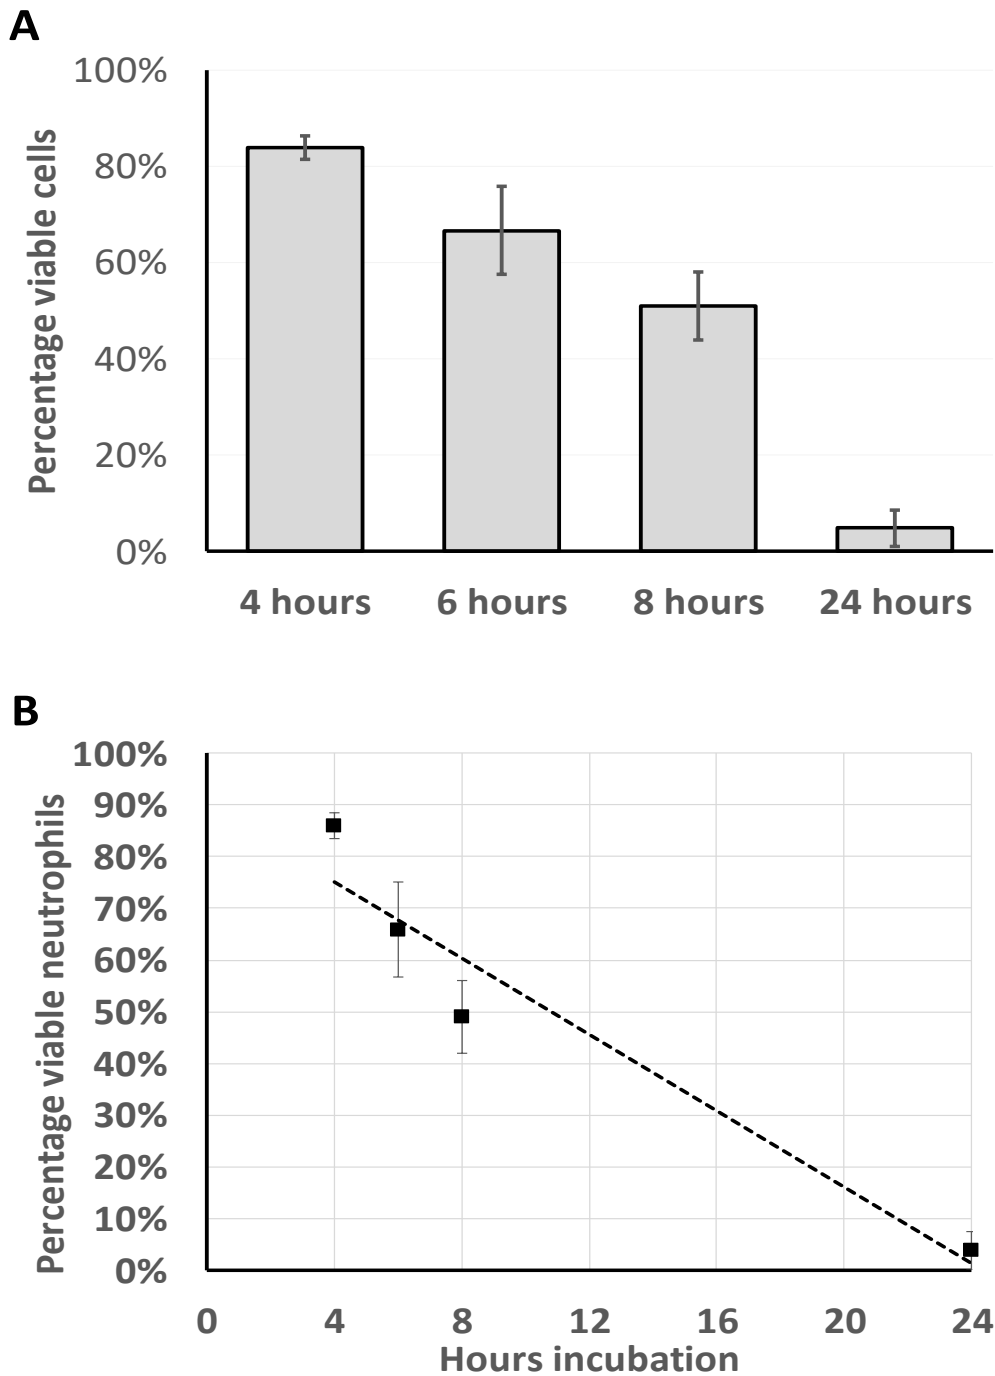 A
Percentage viable cells
100%
80%
60%
40%
20%
0%
4 hours 6 hours 8 hours 24 hours
B
Percentage viable neutrophils
100%
90%
80%
70%
60%
50%
40%
30%
20%
10%
0%
0 4 8 12 16 20 24
Hours incubation